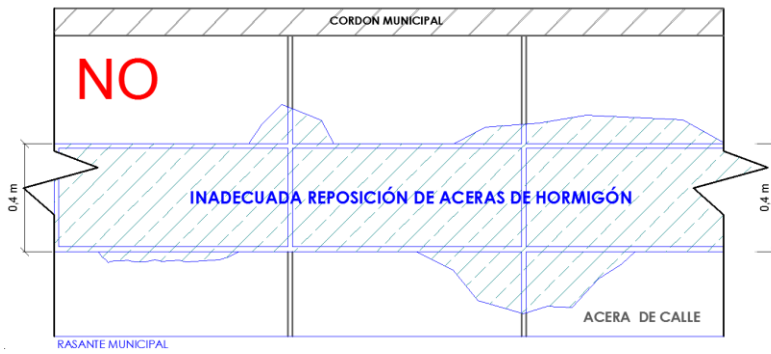 CORDON MUNICIPAL
NO
0,4 m
INADECUADA REPOSICIÓN DE ACERAS DE HORMIGÓN
0,4 m
ACERA DE CALLE
RASANTE MUNICIPAL